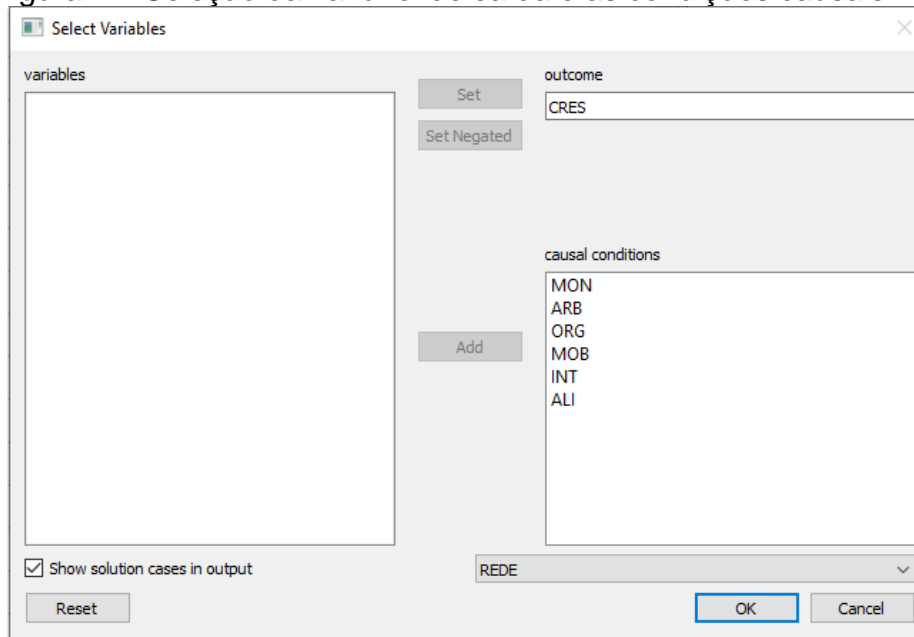 Select Variables
variables
outcome
Set
CRES
Set Negated
causal conditions
MON
ARB
ORG
MOB
INT
ALI
Add
Show solution cases in output
REDE
Reset
OK
Cancel